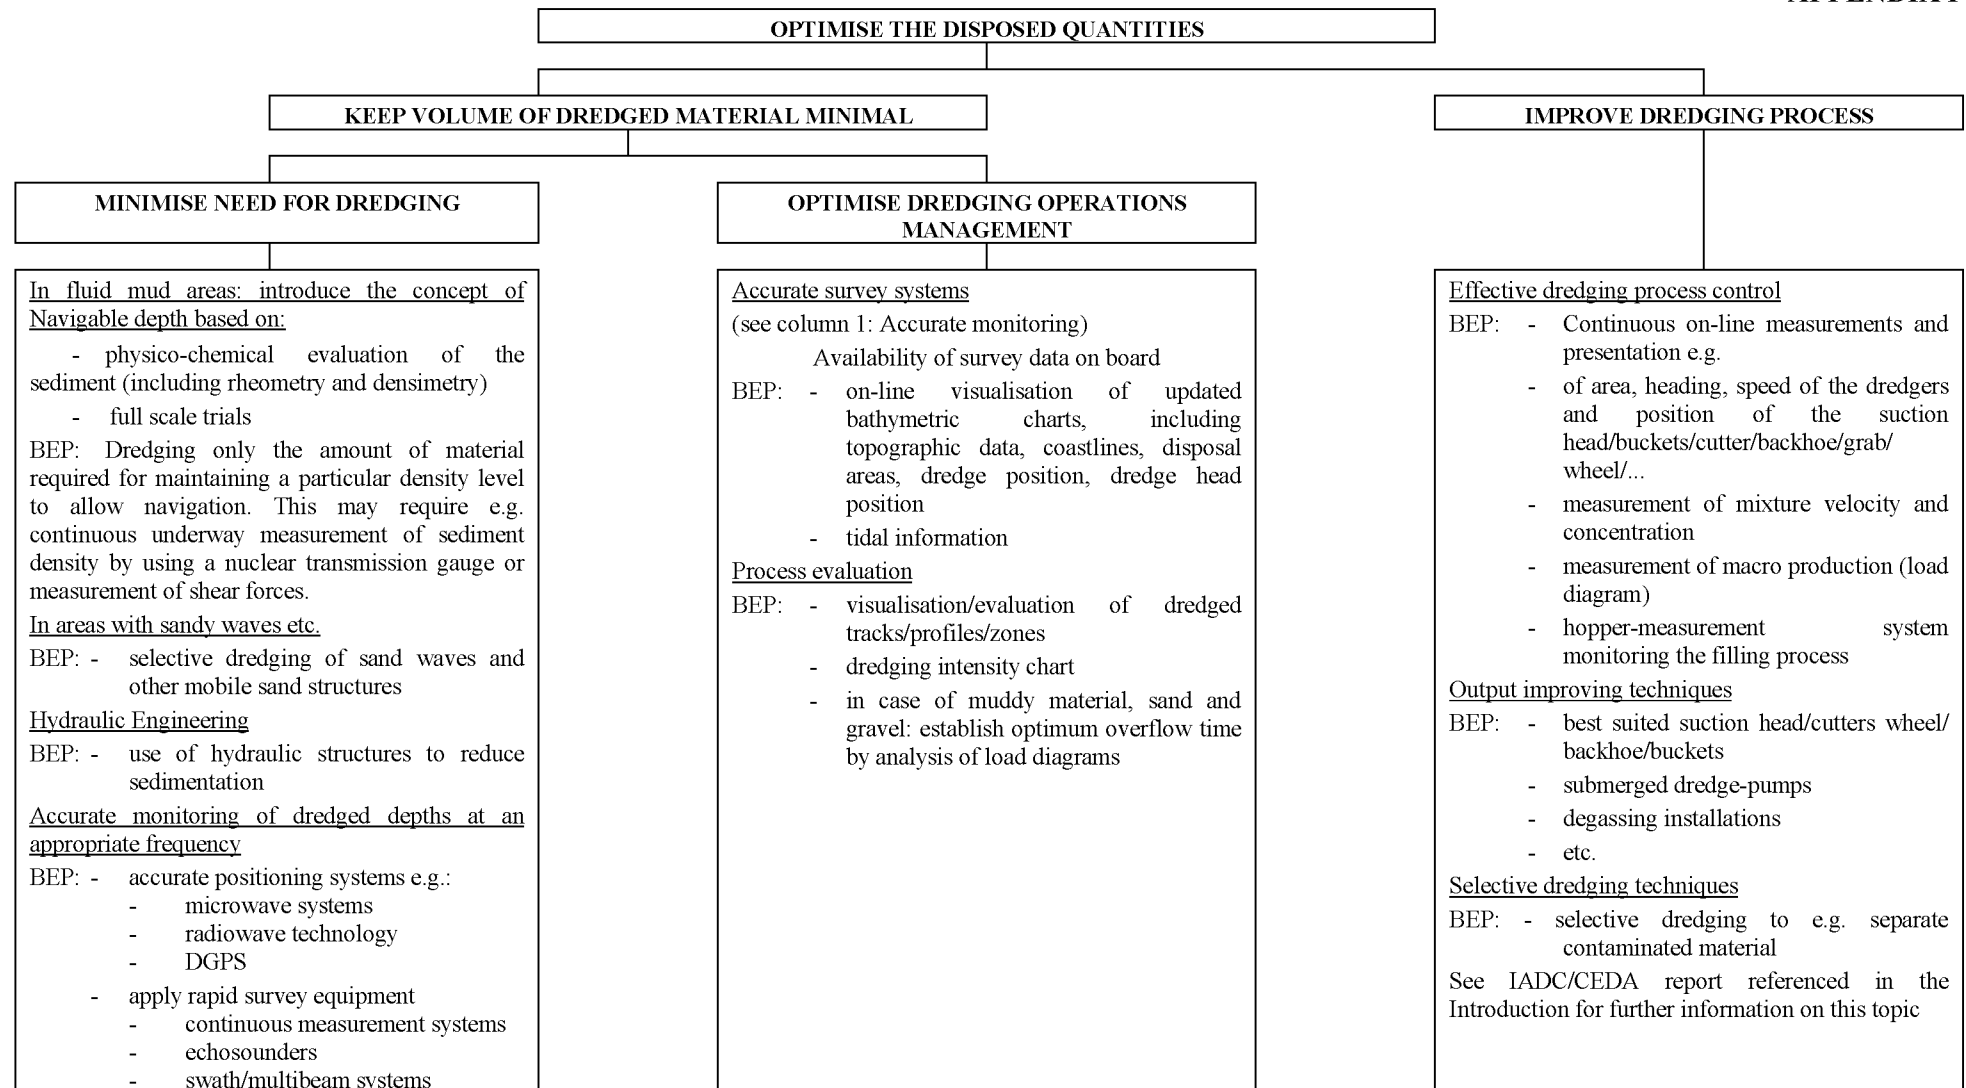 OPTIMISE THE DISPOSED QUANTITIES
KEEP VOLUME OF DREDGED MATERIAL MINIMAL
IMPROVE DREDGING PROCESS
MINIMISE NEED FOR DREDGING
OPTIMISE DREDGING OPERATIONS
MANAGEMENT
In fluid mud areas: introduce the concept of
Navigable depth based on:
- physico-chemical evaluation of the
sediment (including rheometry and densimetry)
- full scale trials
BEP: Dredging only the amount of material
required for maintaining a particular density level
to allow navigation. This may require e.g.
continuous underway measurement of sediment
density by using a nuclear transmission gauge or
measurement of shear forces.
In areas with sandy waves etc.
BEP: - selective dredging of sand waves and
other mobile sand structures
Hydraulic Engineering
BEP: - use of hydraulic structures to reduce
sedimentation
Accurate monitoring of dredged depths at an
appropriate frequency
BEP: - accurate positioning systems e.g.:
- microwave systems
- radiowave technology
- DGPS
- apply rapid survey equipment
- continuous measurement systems
- echosounders
- swath/multibeam systems
Accurate survey systems
(see column 1: Accurate monitoring)
Availability of survey data on board
BEP: - on-line visualisation of updated
bathymetric charts, including
topographic data, coastlines, disposal
areas, dredge position, dredge head
position
- tidal information
Process evaluation
BEP: - visualisation/evaluation of dredged
tracks/profiles/zones
- dredging intensity chart
- in case of muddy material, sand and
gravel: establish optimum overflow time
by analysis of load diagrams
Effective dredging process control
BEP: - Continuous on-line measurements and
presentation e.g.
- of area, heading, speed of the dredgers
and position of the suction
head/buckets/cutter/backhoe/grab/
wheel/...
- measurement of mixture velocity and
concentration
- measurement of macro production (load
diagram)
- hopper-measurement system
monitoring the filling process
Output improving techniques
BEP: - best suited suction head/cutters wheel/
backhoe/buckets
- submerged dredge-pumps
- degassing installations
- etc.
Selective dredging techniques
BEP: - selective dredging to e.g. separate
contaminated material
See IADC/CEDA report referenced in the
Introduction for further information on this topic